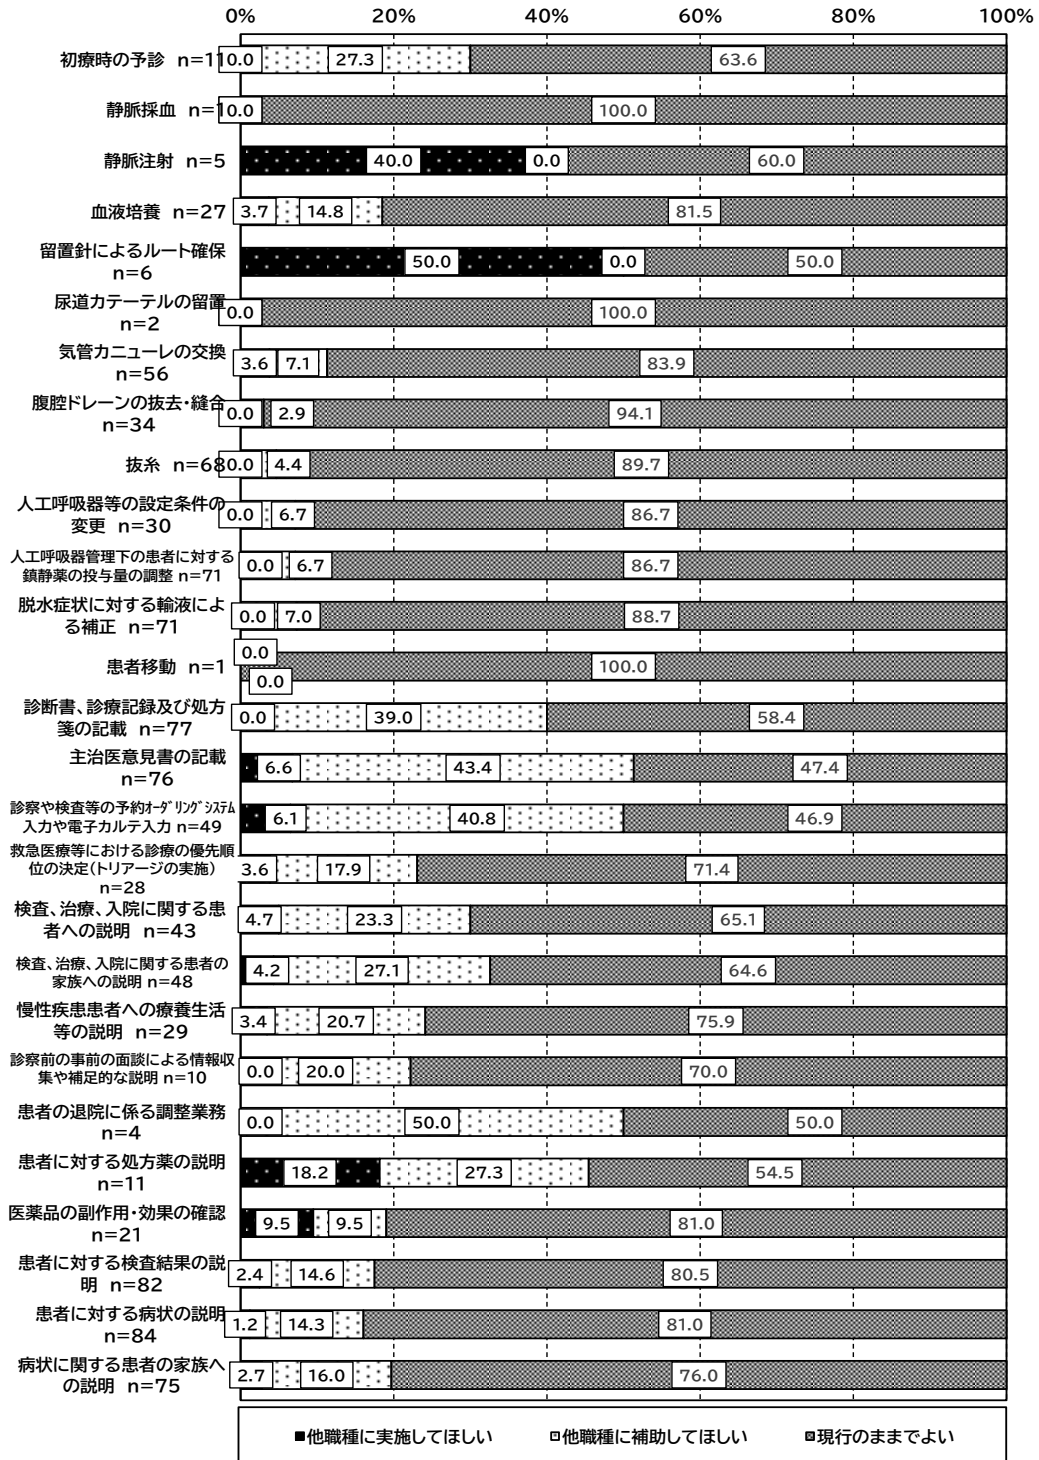 0% 20% 40% 60% 80% 100%
初療時の予診 n=11 0.0 27.3 63.6
静脈採血 n=1 0.0 100.0
静脈注射 n=5 40.0 0.0 60.0
血液培養 n=27 3.7 14.8 81.5
留置針によるルート確保
n=6 50.0 0.0 50.0
尿道カテーテルの留置
n=2 0.0 100.0
気管カニューレの交換
n=56 3.6 7.1 83.9
腹腔ドレーンの抜去・縫合
n=34 0.0 2.9 94.1
抜糸 n=68 0.0 4.4 89.7
人工呼吸器等の設定条件の
変更 n=30 0.0 6.7 86.7
人工呼吸器管理下の患者に対する
鎮静薬の投与量の調整 n=71 0.0 6.7 86.7
脱水症状に対する輸液によ
る補正 n=71 0.0 7.0 88.7
患者移動 n=1 0.0 0.0 100.0
診断書、診療記録及び処方
箋の記載 n=77 0.0 39.0 58.4
主治医意見書の記載
n=76 6.6 43.4 47.4
診察や検査等の予約ｵｰﾀﾞﾘﾝｸﾞｼｽﾃﾑ
入力や電子カルテ入力 n=49 6.1 40.8 46.9
救急医療等における診療の優先順
位の決定（トリアージの実施）
n=28 3.6 17.9 71.4
検査、治療、入院に関する患
者への説明 n=43 4.7 23.3 65.1
検査、治療、入院に関する患者の
家族への説明 n=48 4.2 27.1 64.6
慢性疾患患者への療養生活
等の説明 n=29 3.4 20.7 75.9
診察前の事前の面談による情報収
集や補足的な説明 n=10 0.0 20.0 70.0
患者の退院に係る調整業務
n=4 0.0 50.0 50.0
患者に対する処方薬の説明
n=11 18.2 27.3 54.5
医薬品の副作用・効果の確認
n=21 9.5 9.5 81.0
患者に対する検査結果の説
明 n=82 2.4 14.6 80.5
患者に対する病状の説明
n=84 1.2 14.3 81.0
病状に関する患者の家族へ
の説明 n=75 2.7 16.0 76.0
他職種に実施してほしい 他職種に補助してほしい 現行のままでよい